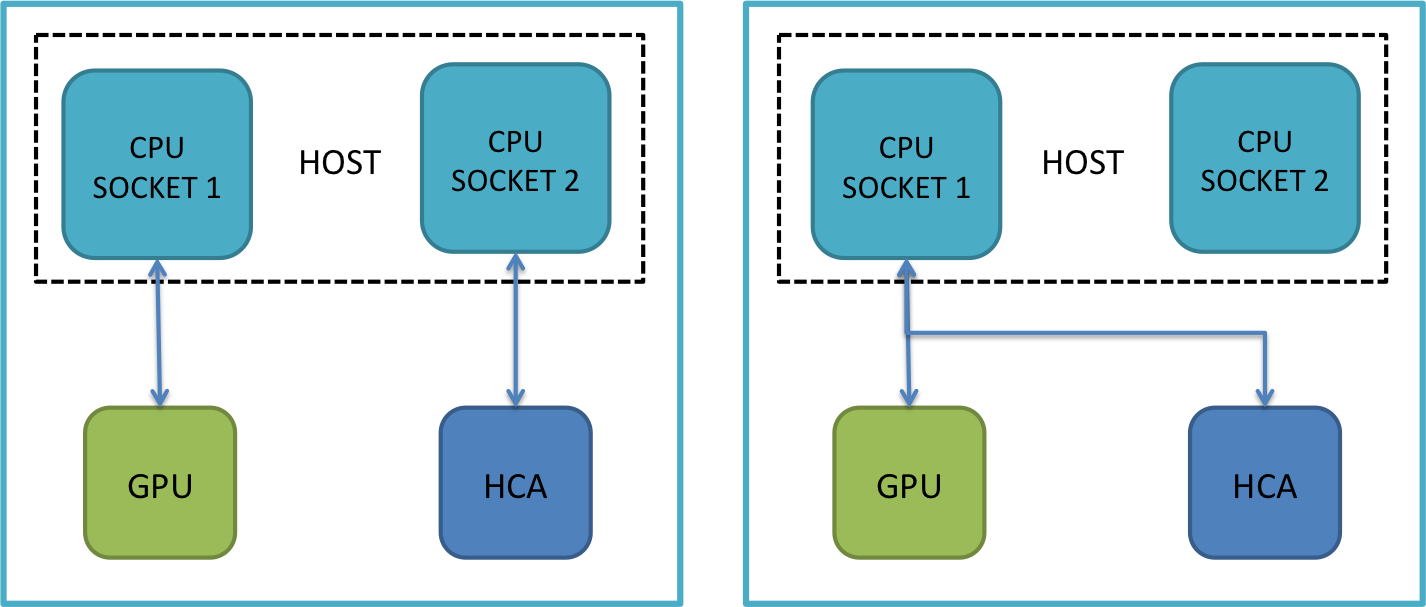 CPU
SOCKET 1
HOST
CPU
SOCKET 2
GPU
HCA
CPU
SOCKET 1
HOST
CPU
SOCKET 2
GPU
HCA